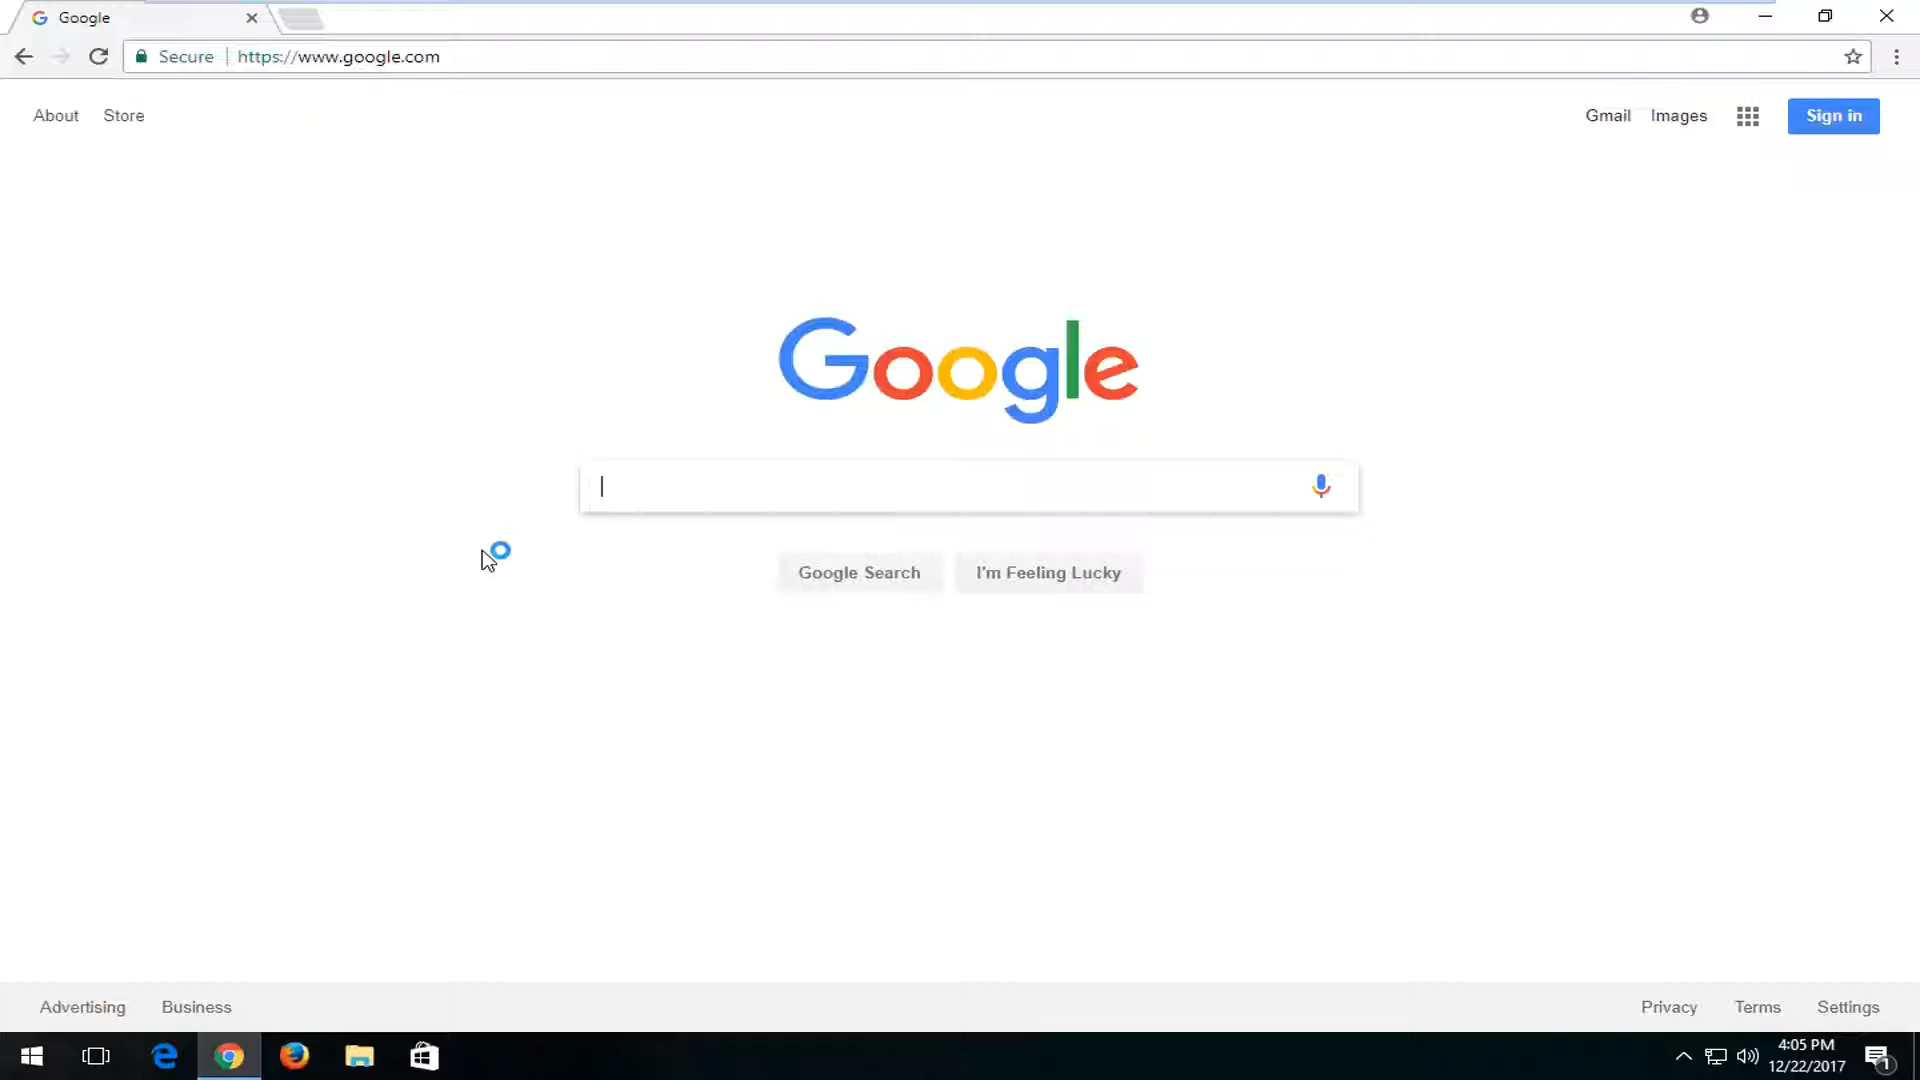 Google
Secure https://www.google.com
About Store
Gmail Images Sign in
Google
Google Search I'm Feeling Lucky
Advertising Business
Privacy Terms Settings
4:05 PM
12/22/2017
1